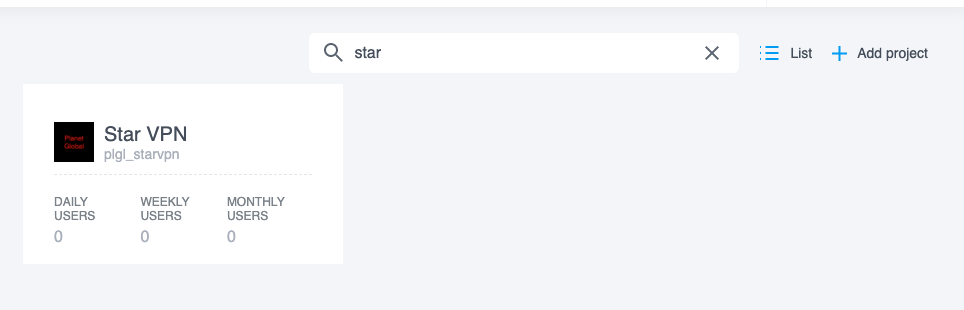 star
List
Add project
Planet
Global
Star VPN
plgl_starvpn
DAILY
USERS
0
WEEKLY
USERS
0
MONTHLY
USERS
0